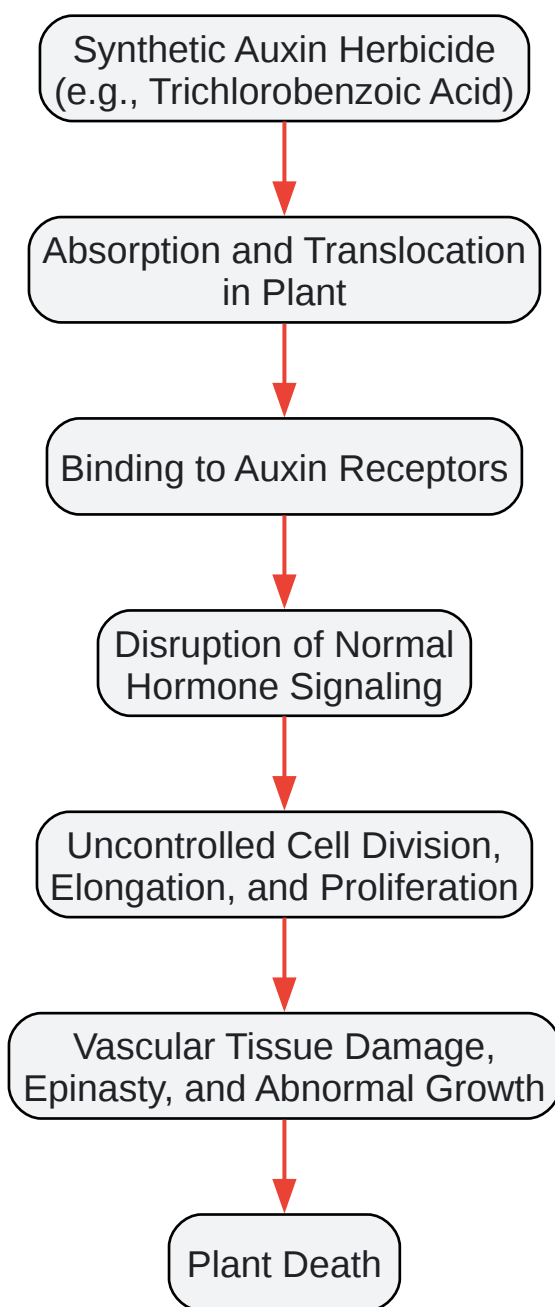 Synthetic Auxin Herbicide
(e.g., Trichlorobenzoic Acid)
Absorption and Translocation
in Plant
Binding to Auxin Receptors
Disruption of Normal
Hormone Signaling
Uncontrolled Cell Division,
Elongation, and Proliferation
Vascular Tissue Damage,
Epinasty, and Abnormal Growth
Plant Death